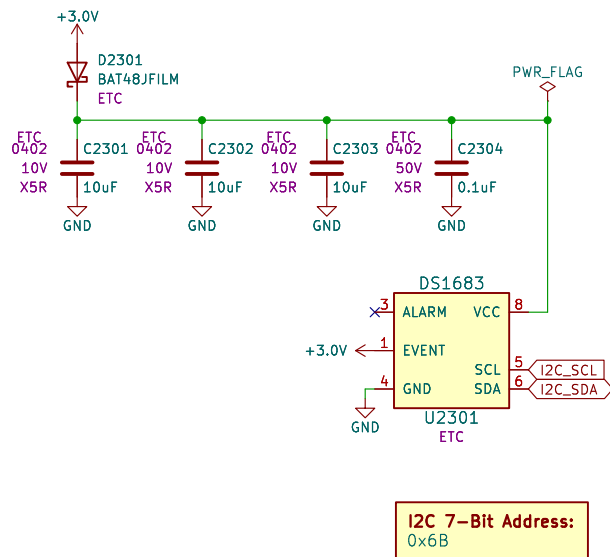 +3.0V
D2301
BAT48JFILM
ETC
PWR_FLAG
ETC
0402
10V
X5R
C2301
10uF
GND
ETC
0402
10V
X5R
C2302
10uF
GND
ETC
0402
10V
X5R
C2303
10uF
GND
ETC
0402
50V
X5R
C2304
0.1uF
GND
DS1683
3 ALARM VCC 8
+3.0V 1 EVENT
SCL 5 I2C_SCL
4 GND SDA 6 I2C_SDA
GND
U2301
ETC
I2C 7-Bit Address:
0x6B